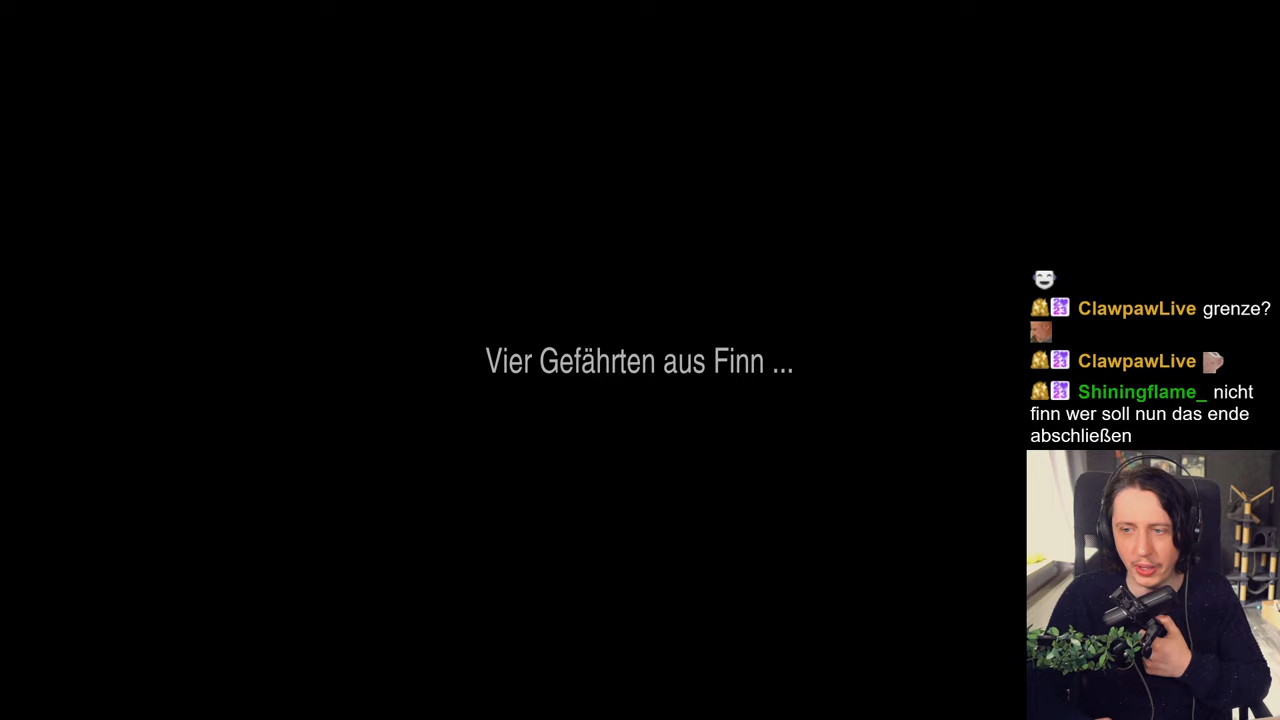 Vier Gefährten aus Finn ...
ClawpawLive grenze?
ClawpawLive
Shiningflame_ nicht
finn wer soll nun das ende
abschließen